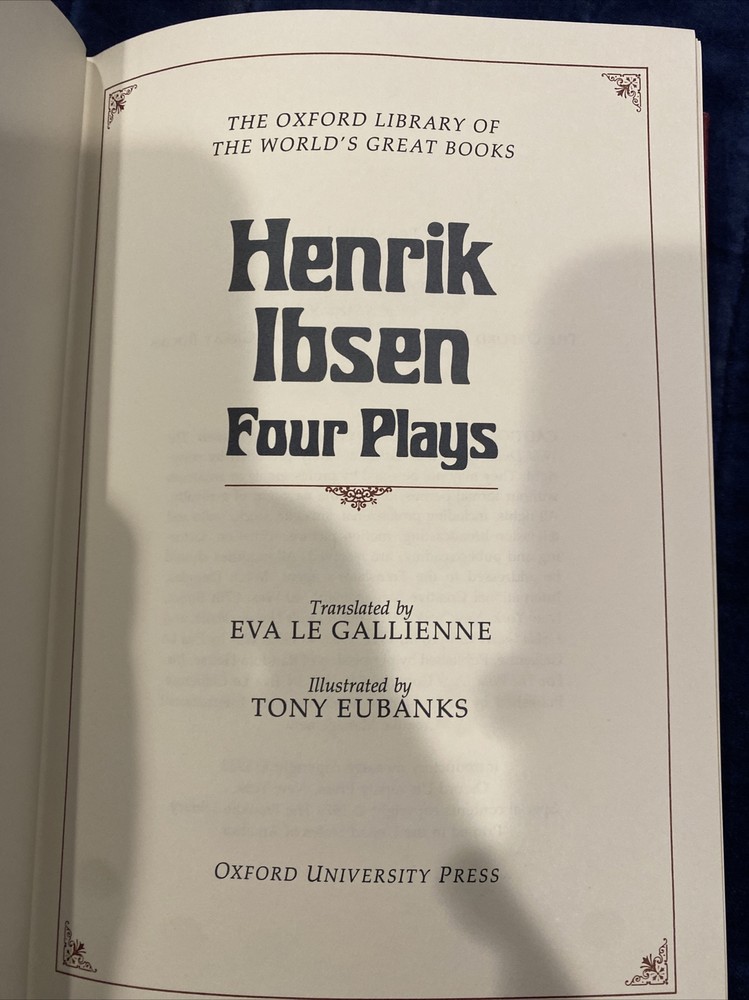 THE OXFORD LIBRARY OF
THE WORLD'S GREAT BOOKS
Henrik
Ibsen
Four Plays
Translated by
EVA LE GALLIENNE
Illustrated by
TONY EUBANKS
OXFORD UNIVERSITY PRESS